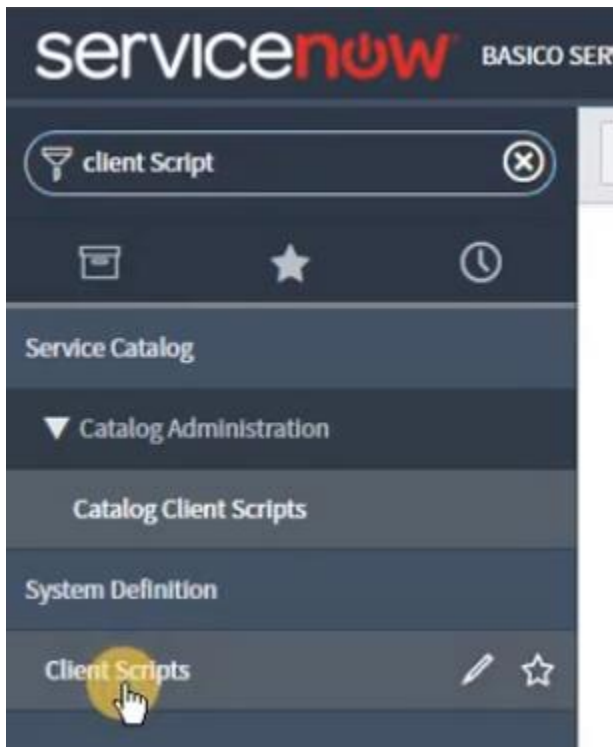 servicenow BASICO SER
client Script
Service Catalog
Catalog Administration
Catalog Client Scripts
System Definition
Client Scripts